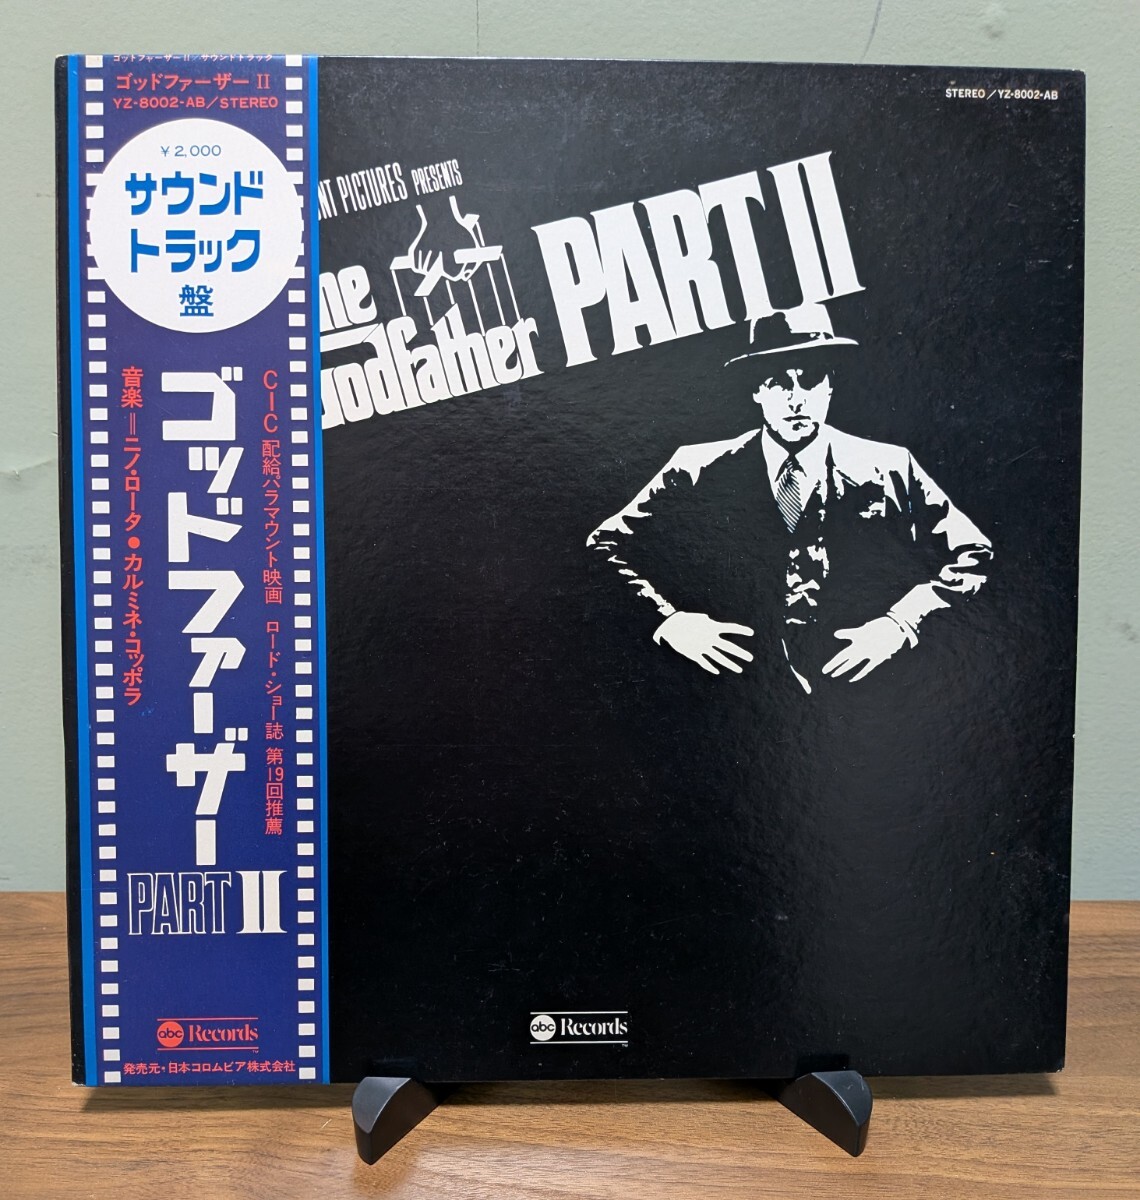 ゴッドファーザーII/サウンドトラック
ゴッドファーザー II
YZ-8002-AB/STEREO
¥2,000
サウンド
トラック
盤
CIC配給パラマウント映画 ロード・ショー誌 第19回推薦
ゴッドファーザー
PART II
音楽=ニノ・ロータ●カルミネ・コッポラ
abc Records
TM
発売元・日本コロムビア株式会社
STEREO/YZ-8002-AB
NT PICTURES PRESENTS
he
odfather PART II
abc Records
TM